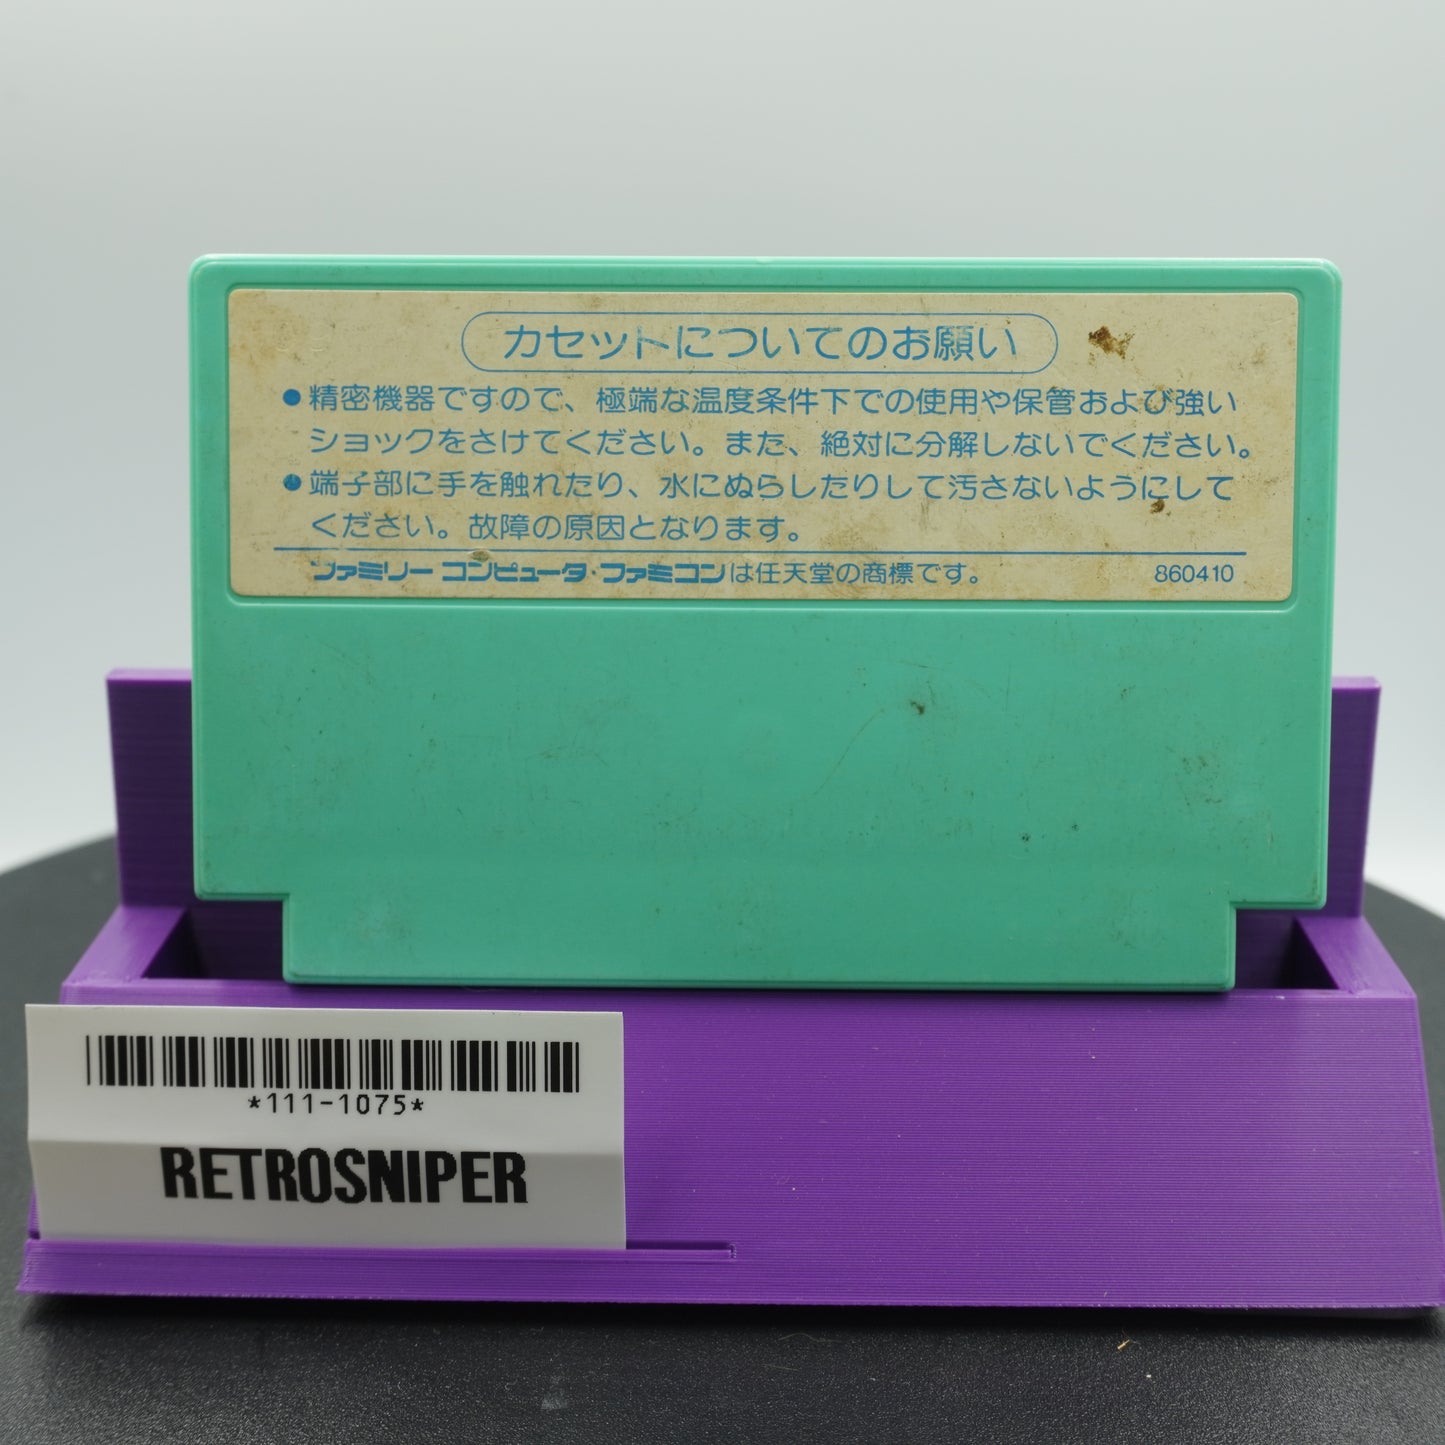 カセットについてのお願い
●精密機器ですので、極端な温度条件下での使用や保管および強い
ショックをさけてください。また、絶対に分解しないでください。
●端子部に手を触れたり、水にぬらしたりして汚さないようにして
ください。故障の原因となります。
ファミリーコンピュータ・ファミコンは任天堂の商標です。 860410
*111-1075*
RETROSNIPER